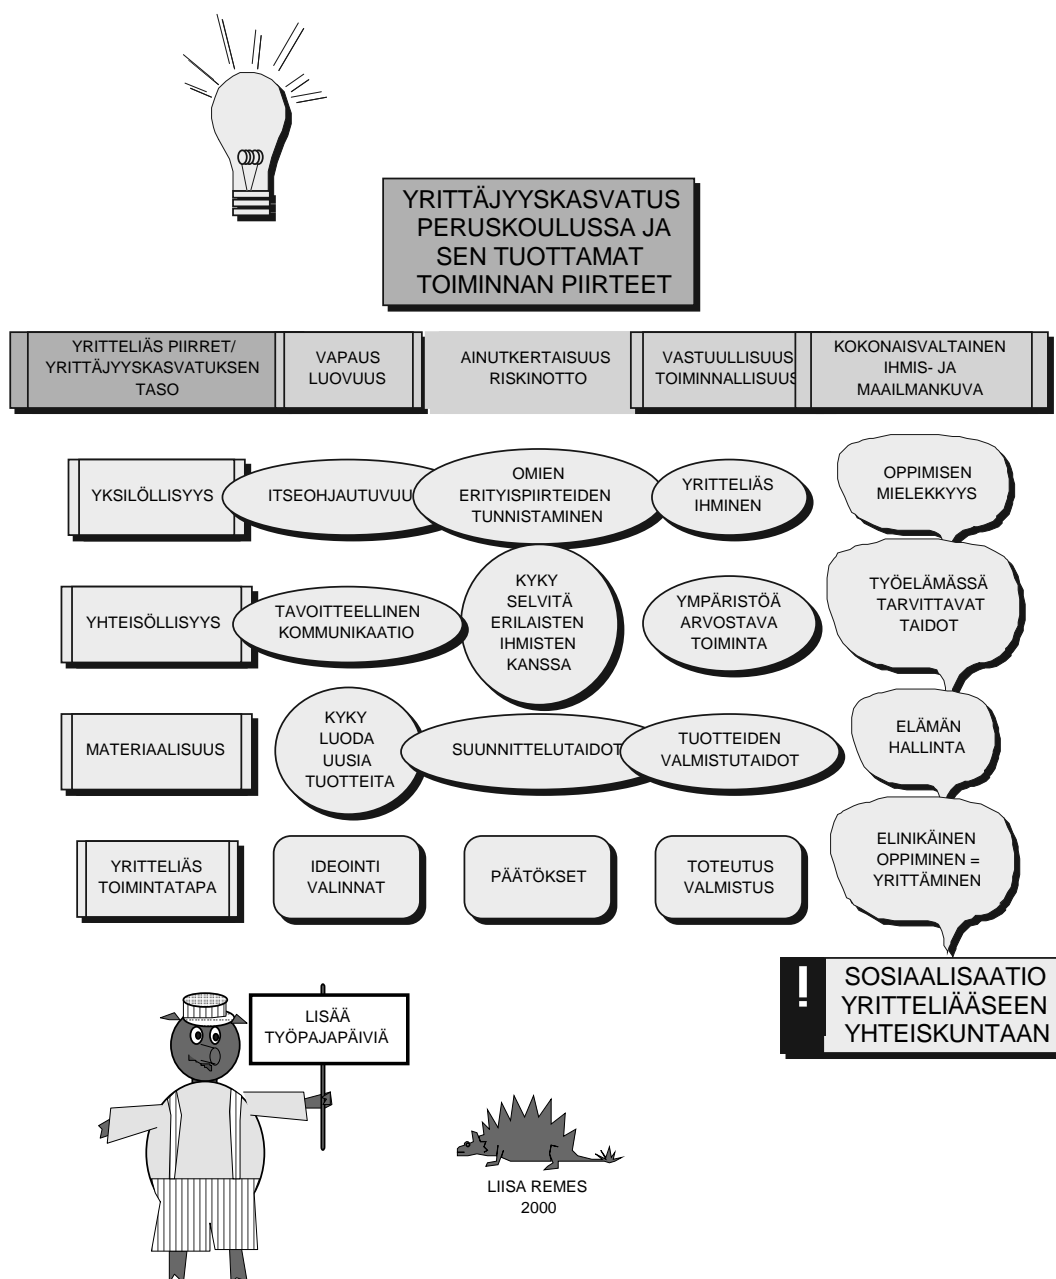 YRITTÄJYYSKASVATUS
PERUSKOULUSSA JA
SEN TUOTTAMAT
TOIMINNAN PIIRTEET
YRITTELIÄS PIIRRET/
YRITTÄJYYSKASVATUKSEN
TASO
VAPAUS
LUOVUUS
AINUTKERTAISUUS
RISKINOTTO
VASTUULLISUUS
TOIMINNALLISUUS
KOKONAISVALTAINEN
IHMIS- JA
MAAILMANKUVA
YKSILÖLLISYYS
ITSEOHJAUTUVUU
OMIEN
ERITYISPIIRTEIDEN
TUNNISTAMINEN
YRITTELIÄS
IHMINEN
OPPIMISEN
MIELEKKYYS
YHTEISÖLLISYYS
TAVOITTEELLINEN
KOMMUNIKAATIO
KYKY
SELVITÄ
ERILAISTEN
IHMISTEN
KANSSA
YMPÄRISTÖÄ
ARVOSTAVA
TOIMINTA
TYÖELÄMÄSSÄ
TARVITTAVAT
TAIDOT
MATERIAALISUUS
KYKY
LUODA
UUSIA
TUOTTEITA
SUUNNITTELUTAIDOT
TUOTTEIDEN
VALMISTUTAIDOT
ELÄMÄN
HALLINTA
YRITTELIÄS
TOIMINTATAPA
IDEOINTI
VALINNAT
PÄÄTÖKSET
TOTEUTUS
VALMISTUS
ELINIKÄINEN
OPPIMINEN =
YRITTÄMINEN
!
SOSIAALISAATIO
YRITTELIÄÄSEEN
YHTEISKUNTAAN
LISÄÄ
TYÖPAJAPÄIVIÄ
LIISA REMES
2000